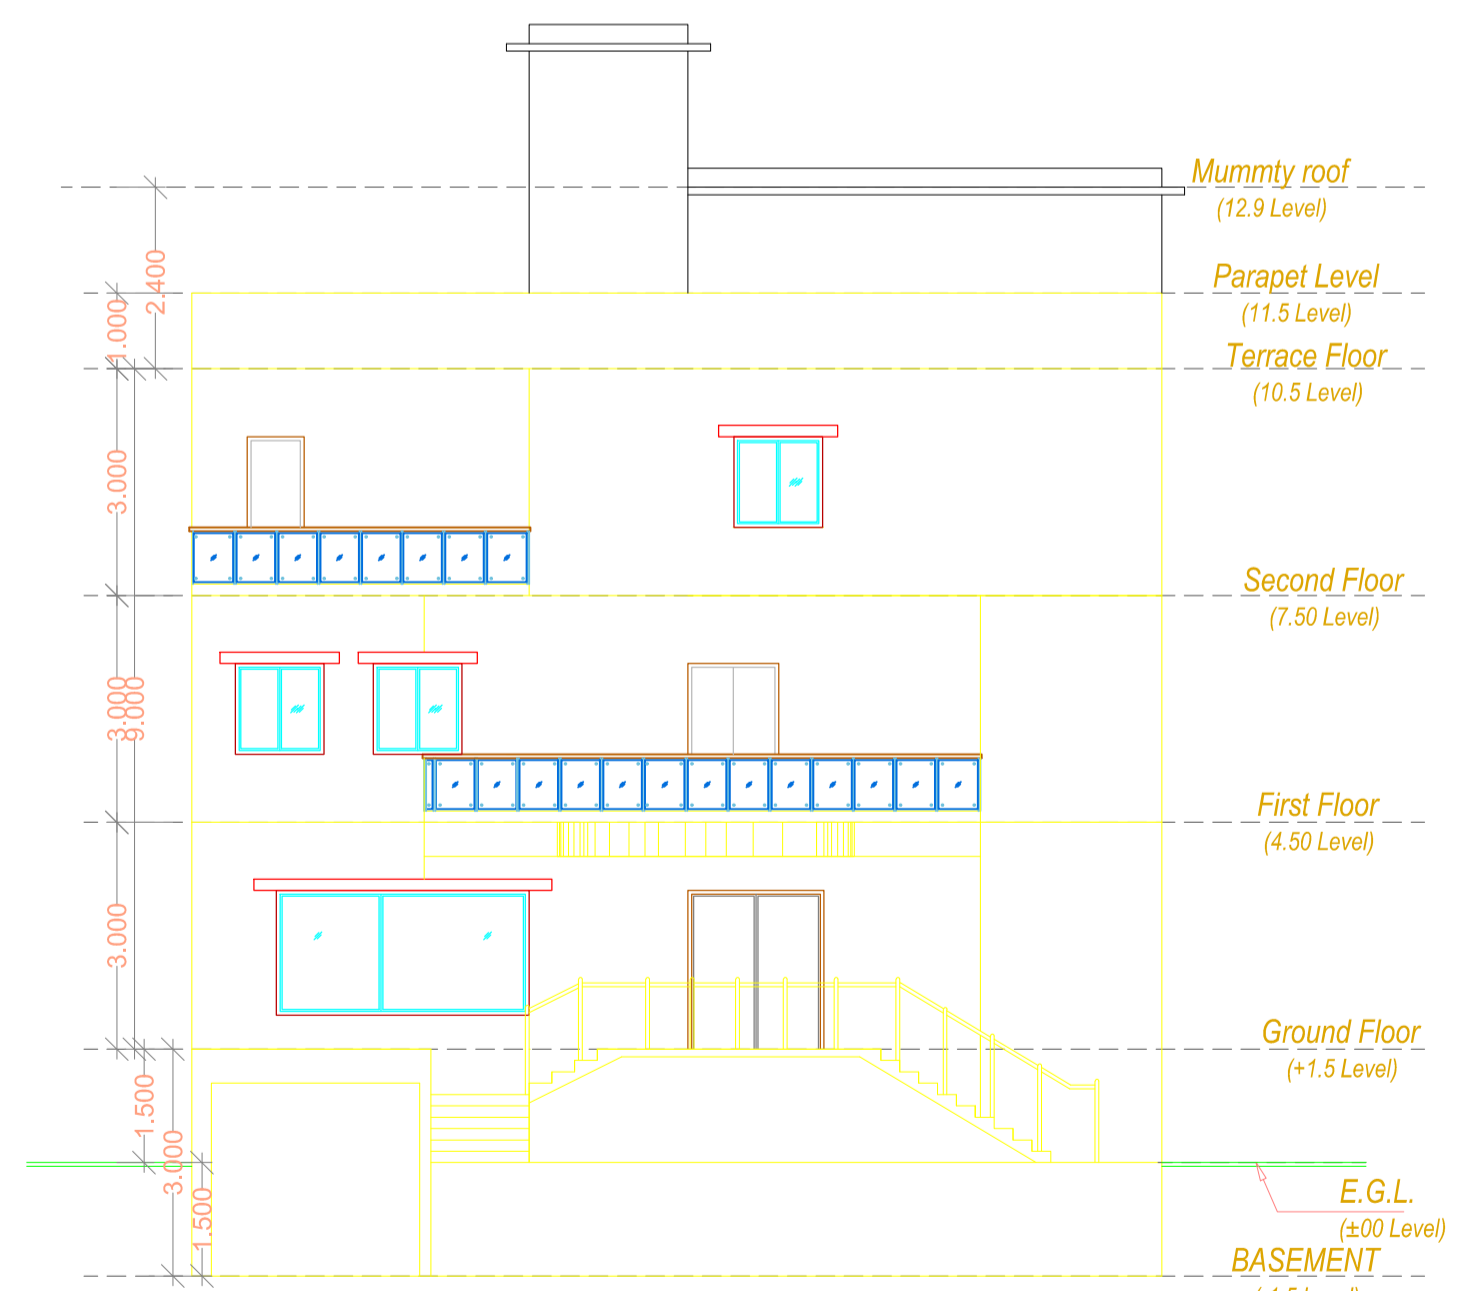 Mummty roof
(12.9 Level)
Parapet Level
(11.5 Level)
Terrace Floor
(10.5 Level)
Second Floor
(7.50 Level)
First Floor
(4.50 Level)
Ground Floor
(+1.5 Level)
E.G.L.
(±00 Level)
BASEMENT
2.400
1.000
3.000
3.000
9.000
3.000
1.500
3.000
1.500